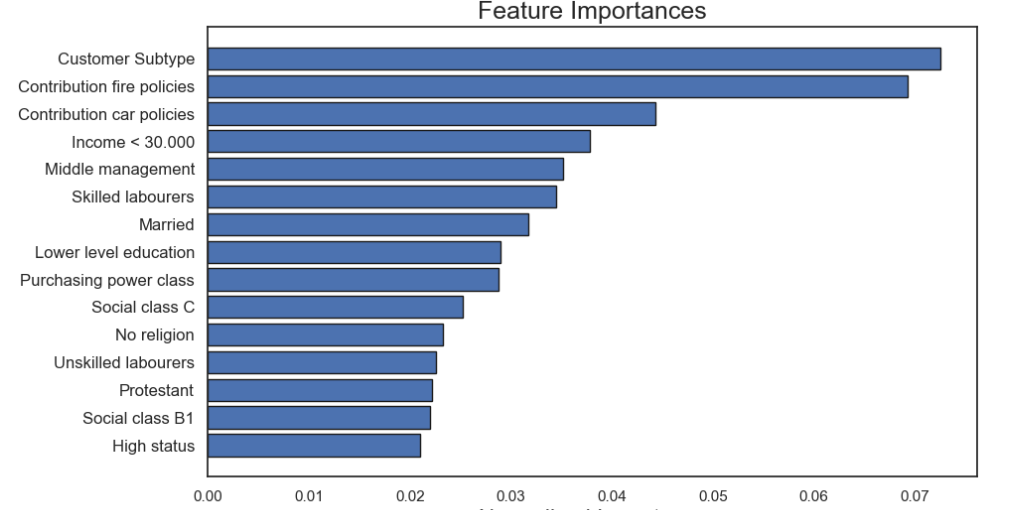 Feature Importances
Customer Subtype
Contribution fire policies
Contribution car policies
Income < 30.000
Middle management
Skilled labourers
Married
Lower level education
Purchasing power class
Social class C
No religion
Unskilled labourers
Protestant
Social class B1
High status
0.00 0.01 0.02 0.03 0.04 0.05 0.06 0.07